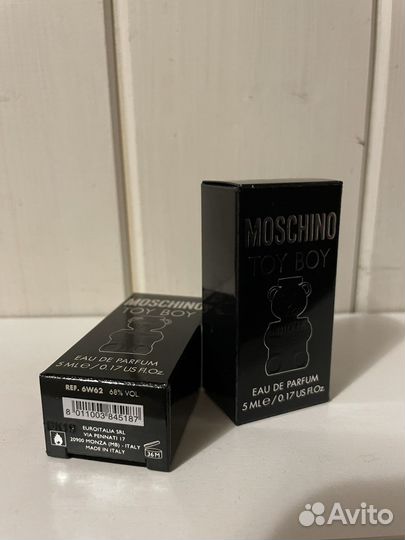 MOSCHINO
TOY BOY
EAU DE PARFUM
5 ML e / 0.17 US Fl.Oz.
REF. 6W62 68% VOL.
8 011003 845187
EUROITALIA SRL
VIA PENNATI 17
20900 MONZA (MB) - ITALY
MADE IN ITALY
36M
MOSCHINO
TOY BOY
EAU DE PARFUM
5 ML e / 0.17 US Fl.Oz.
Avito